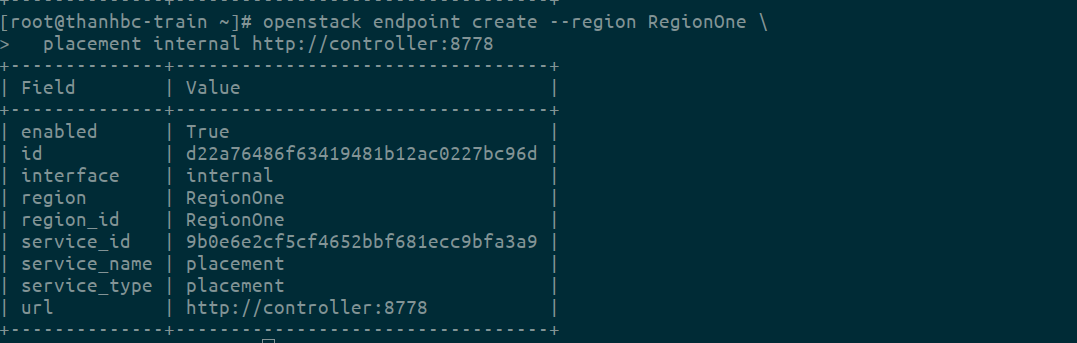 [root@thanhbc-train ~]# openstack endpoint create --region RegionOne \
>   placement internal http://controller:8778
+--------------+----------------------------------+
| Field        | Value                            |
+--------------+----------------------------------+
| enabled      | True                             |
| id           | d22a76486f63419481b12ac0227bc96d |
| interface    | internal                         |
| region       | RegionOne                        |
| region_id    | RegionOne                        |
| service_id   | 9b0e6e2cf5cf4652bbf681ecc9bfa3a9 |
| service_name | placement                        |
| service_type | placement                        |
| url          | http://controller:8778           |
+--------------+----------------------------------+